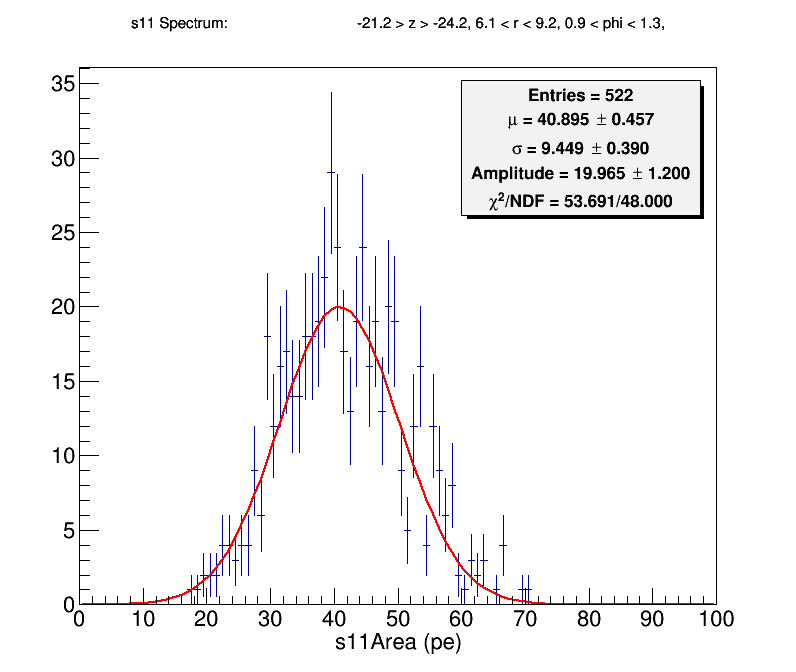 s11 Spectrum: -21.2 > z > -24.2, 6.1 < r < 9.2, 0.9 < phi < 1.3,
Entries = 522
μ = 40.895 ± 0.457
σ = 9.449 ± 0.390
Amplitude = 19.965 ± 1.200
χ²/NDF = 53.691/48.000
35
30
25
20
15
10
5
0
0 10 20 30 40 50 60 70 80 90 100
s11Area (pe)